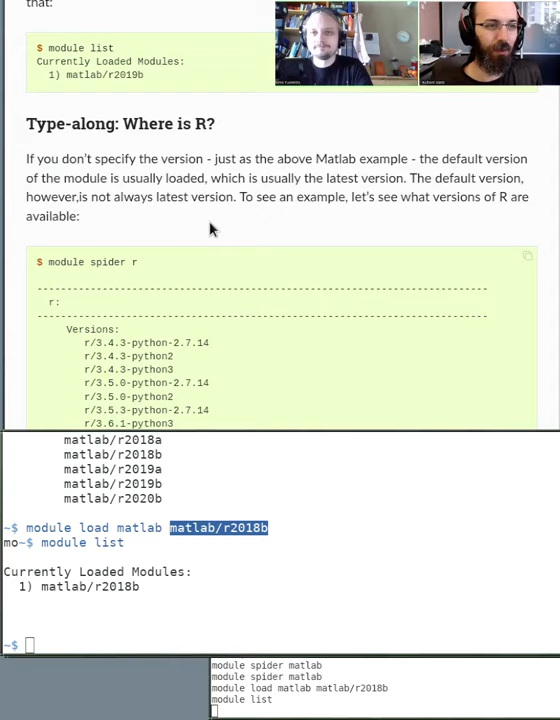 that:
$ module list
Currently Loaded Modules:
1) matlab/r2019b
Type-along: Where is R?
If you don't specify the version - just as the above Matlab example - the default version
of the module is usually loaded, which is usually the latest version. The default version,
however,is not always latest version. To see an example, let's see what versions of R are
available:
$ module spider r
----------------------------------------------------------------------------
r:
----------------------------------------------------------------------------
Versions:
r/3.4.3-python-2.7.14
r/3.4.3-python2
r/3.4.3-python3
r/3.5.0-python-2.7.14
r/3.5.0-python2
r/3.5.3-python-2.7.14
r/3.6.1-python3
matlab/r2018a
matlab/r2018b
matlab/r2019a
matlab/r2019b
matlab/r2020b
~$ module load matlab matlab/r2018b
mo~$ module list
Currently Loaded Modules:
1) matlab/r2018b
~$
module spider matlab
module spider matlab
module load matlab matlab/r2018b
module list